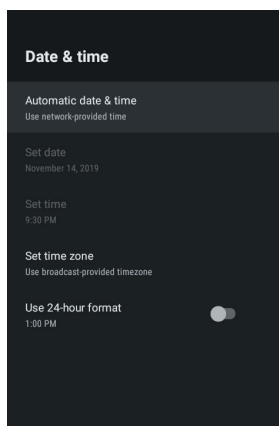 Date & time
Automatic date & time
Use network-provided time
Set date
November 14, 2019
Set time
9:30 PM
Set time zone
Use broadcast-provided timezone
Use 24-hour format
1:00 PM